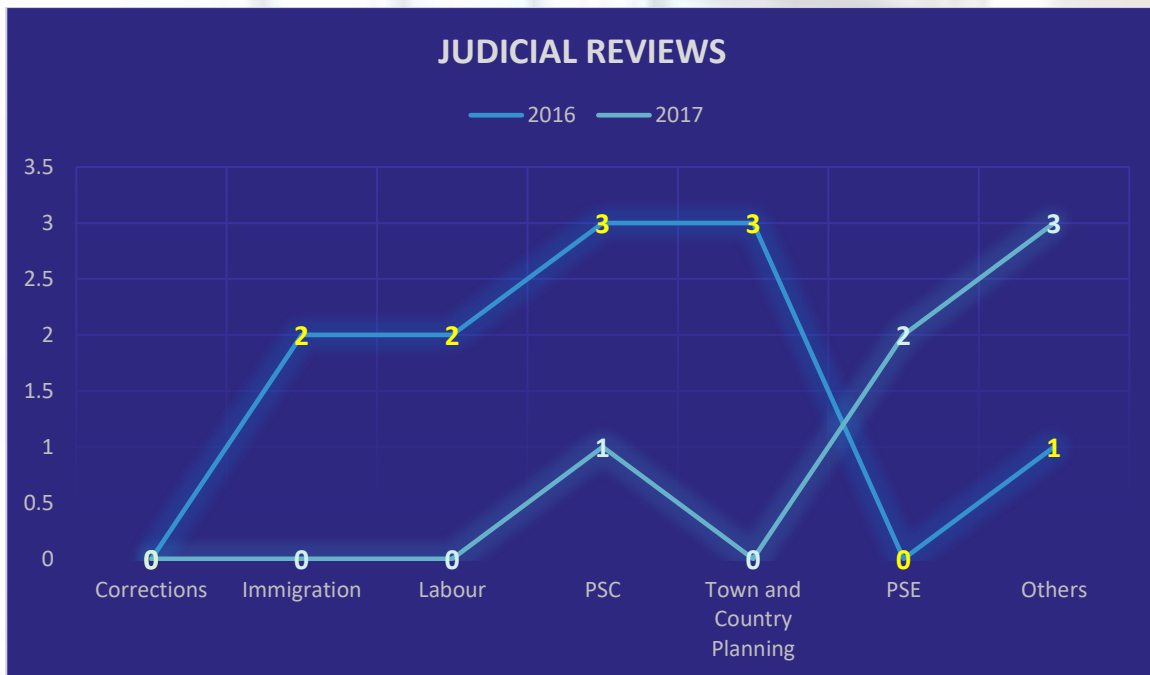 JUDICIAL REVIEWS
2016 2017
3.5
3 3 3 3
2.5
2 2 2 2
1.5
1 1 1
0.5
0 0 0 0 0 0
Corrections Immigration Labour PSC Town and PSE Others
Country
Planning